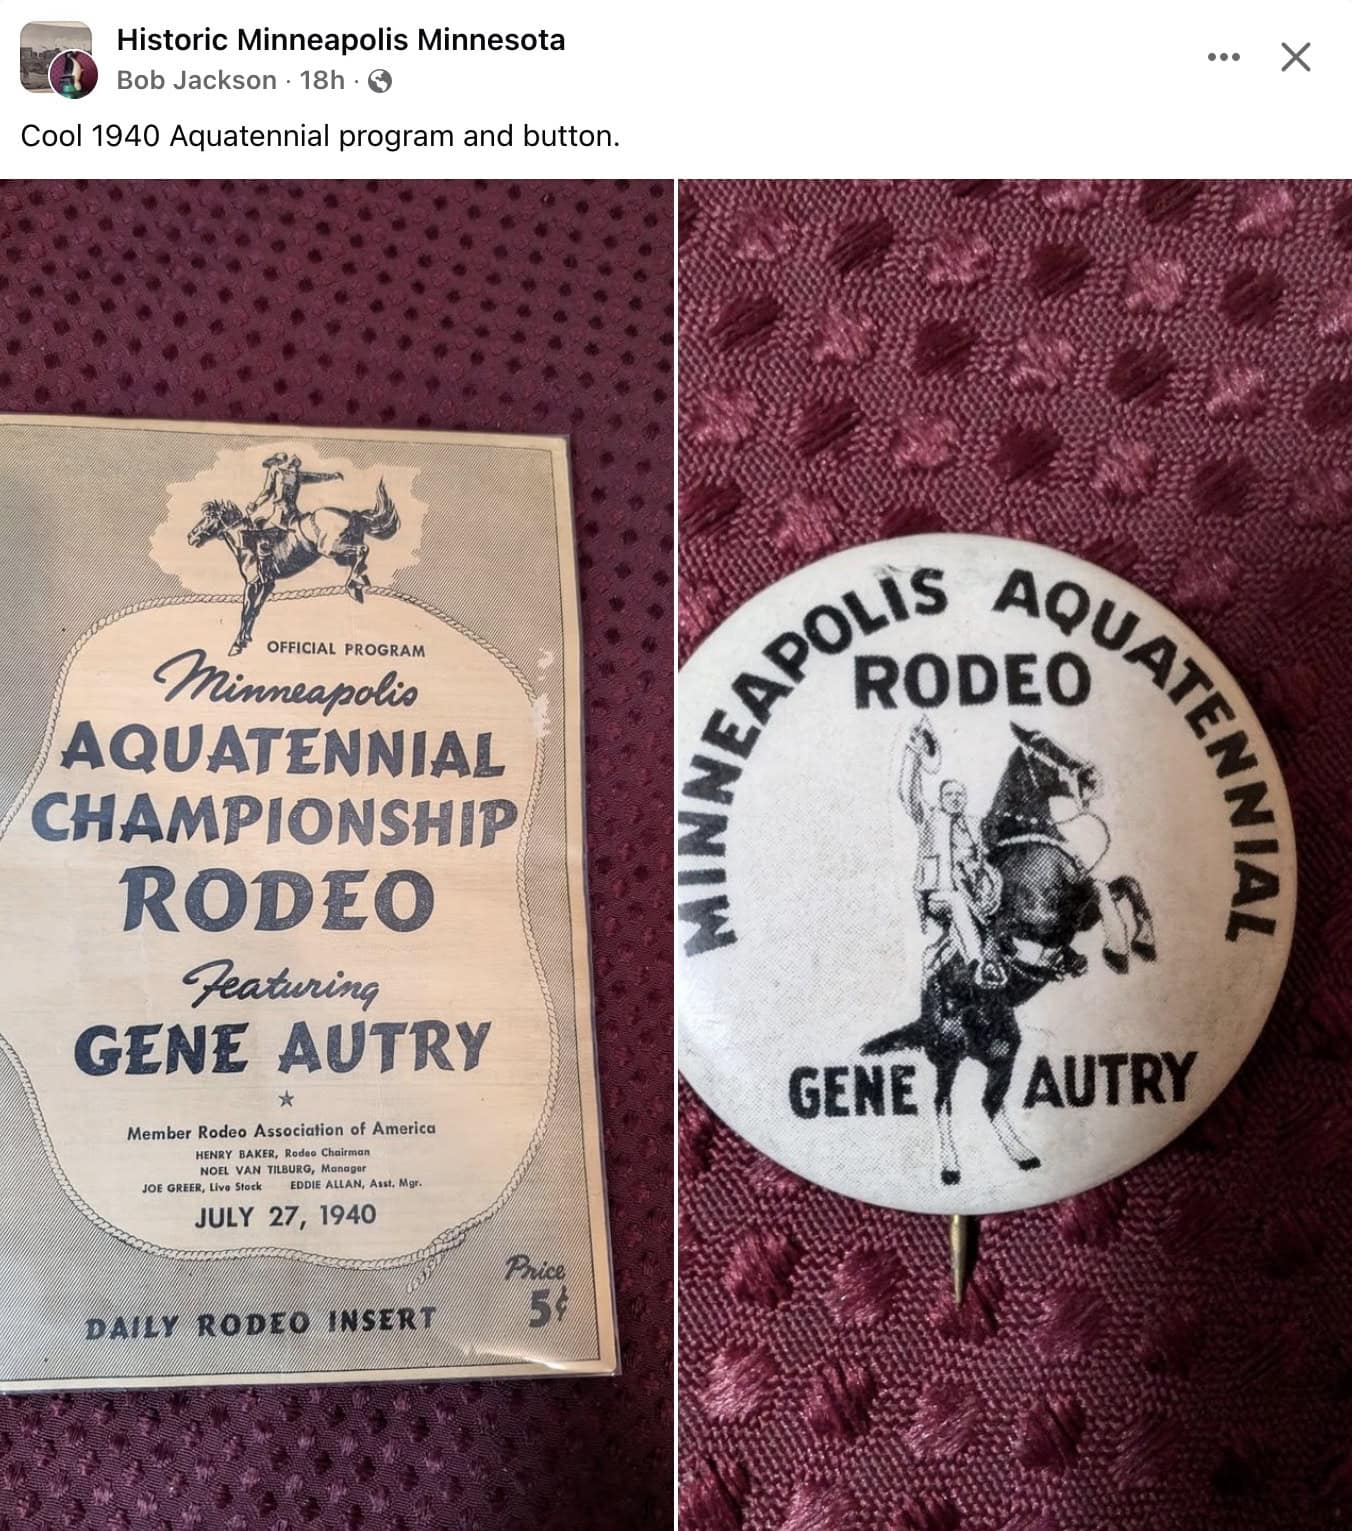 Historic Minneapolis Minnesota
Bob Jackson · 18h ·
Cool 1940 Aquatennial program and button.
OFFICIAL PROGRAM
Minneapolis
AQUATENNIAL
CHAMPIONSHIP
RODEO
Featuring
GENE AUTRY
Member Rodeo Association of America
HENRY BAKER, Rodeo Chairman
NOEL VAN TILBURG, Manager
JOE GREER, Live Stock EDDIE ALLAN, Asst. Mgr.
JULY 27, 1940
Price
5¢
DAILY RODEO INSERT
MINNEAPOLIS AQUATENNIAL
RODEO
GENE AUTRY